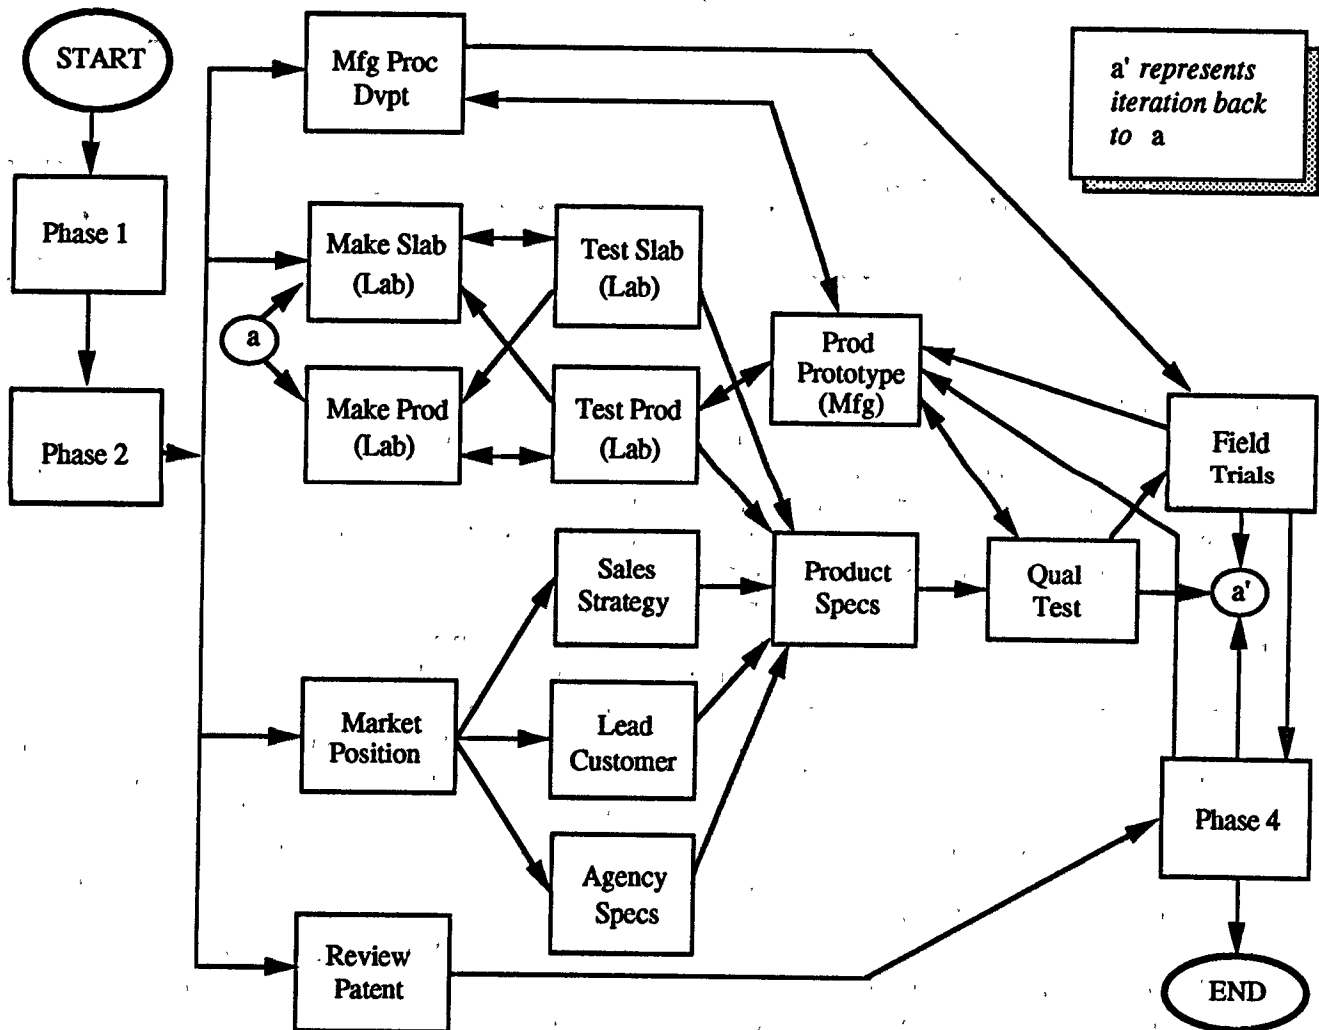 START
Mfg Proc
Dvpt
a' represents
iteration back
to a
Phase 1
Make Slab
(Lab)
Test Slab
(Lab)
a
Prod
Prototype
(Mfg)
Phase 2
Make Prod
(Lab)
Test Prod
(Lab)
Field
Trials
Sales
Strategy
Product
Specs
Qual
Test
a'
Market
Position
Lead
Customer
Phase 4
Agency
Specs
Review
Patent
END